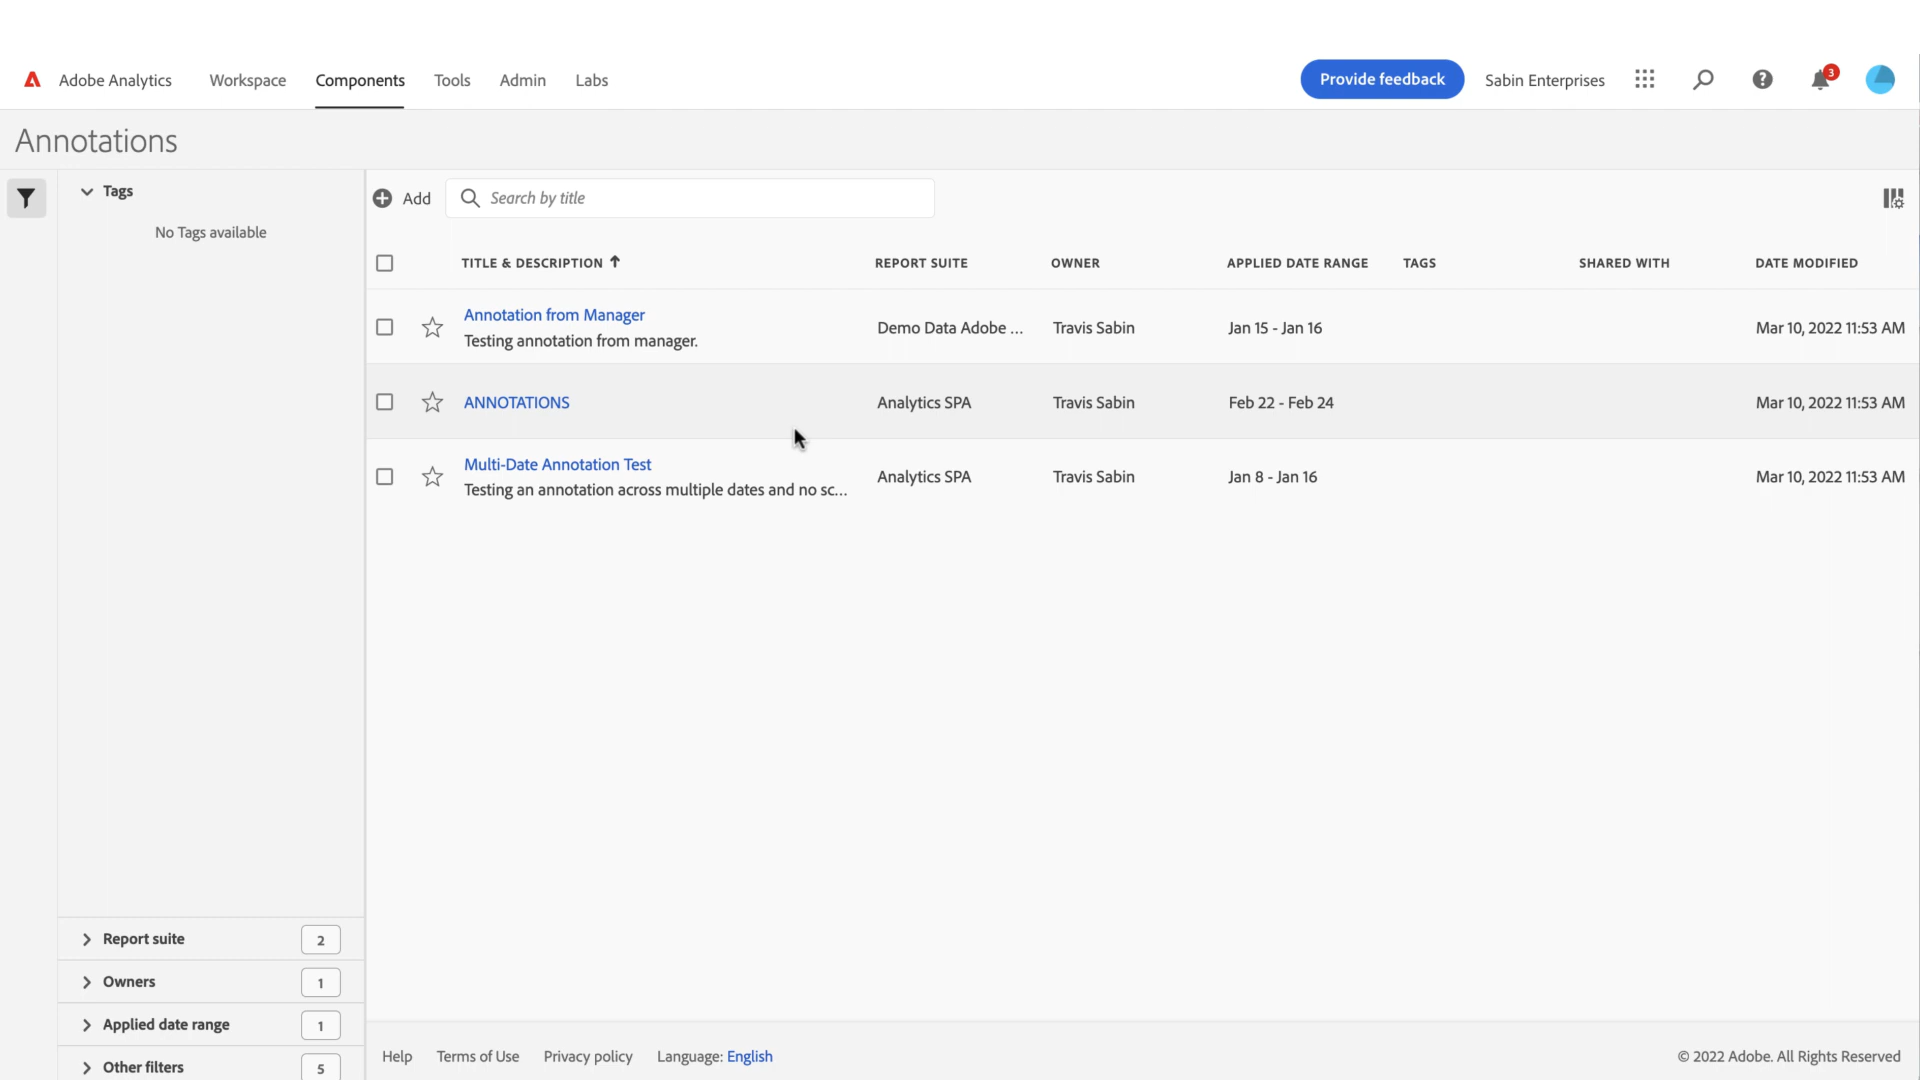 Adobe Analytics Workspace Components Tools Admin Labs Provide feedback Sabin Enterprises 3
Annotations
Tags
No Tags available
Add Search by title
TITLE & DESCRIPTION REPORT SUITE OWNER APPLIED DATE RANGE TAGS SHARED WITH DATE MODIFIED
Annotation from Manager
Testing annotation from manager.
Demo Data Adobe ... Travis Sabin Jan 15 - Jan 16 Mar 10, 2022 11:53 AM
ANNOTATIONS Analytics SPA Travis Sabin Feb 22 - Feb 24 Mar 10, 2022 11:53 AM
Multi-Date Annotation Test
Testing an annotation across multiple dates and no sc...
Analytics SPA Travis Sabin Jan 8 - Jan 16 Mar 10, 2022 11:53 AM
Report suite 2
Owners 1
Applied date range 1
Other filters 5
Help Terms of Use Privacy policy Language: English © 2022 Adobe. All Rights Reserved